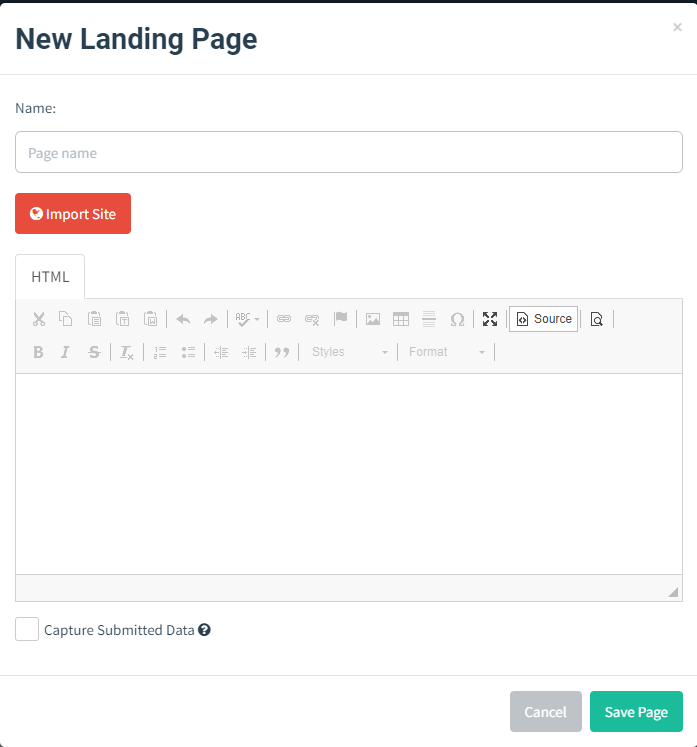 New Landing Page ×
Name:
Page name
Import Site
HTML
ABC Ω Source
B I S Tx Styles Format
Capture Submitted Data ?
Cancel Save Page